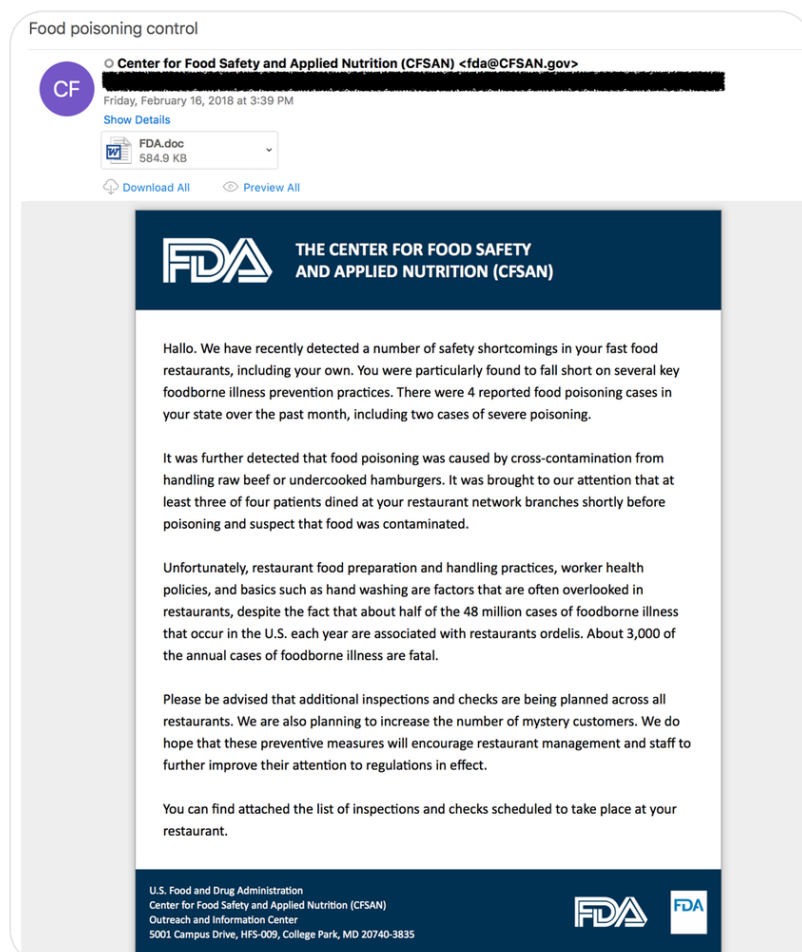 Food poisoning control
Center for Food Safety and Applied Nutrition (CFSAN) <fda@CFSAN.gov>
CF
Friday, February 16, 2018 at 3:39 PM
Show Details
W
FDA.doc
584.9 KB
Download All Preview All
FDA
THE CENTER FOR FOOD SAFETY
AND APPLIED NUTRITION (CFSAN)
Hallo. We have recently detected a number of safety shortcomings in your fast food
restaurants, including your own. You were particularly found to fall short on several key
foodborne illness prevention practices. There were 4 reported food poisoning cases in
your state over the past month, including two cases of severe poisoning.
It was further detected that food poisoning was caused by cross-contamination from
handling raw beef or undercooked hamburgers. It was brought to our attention that at
least three of four patients dined at your restaurant network branches shortly before
poisoning and suspect that food was contaminated.
Unfortunately, restaurant food preparation and handling practices, worker health
policies, and basics such as hand washing are factors that are often overlooked in
restaurants, despite the fact that about half of the 48 million cases of foodborne illness
that occur in the U.S. each year are associated with restaurants ordelis. About 3,000 of
the annual cases of foodborne illness are fatal.
Please be advised that additional inspections and checks are being planned across all
restaurants. We are also planning to increase the number of mystery customers. We do
hope that these preventive measures will encourage restaurant management and staff to
further improve their attention to regulations in effect.
You can find attached the list of inspections and checks scheduled to take place at your
restaurant.
U.S. Food and Drug Administration
Center for Food Safety and Applied Nutrition (CFSAN)
Outreach and Information Center
5001 Campus Drive, HFS-009, College Park, MD 20740-3835
FDA
FDA